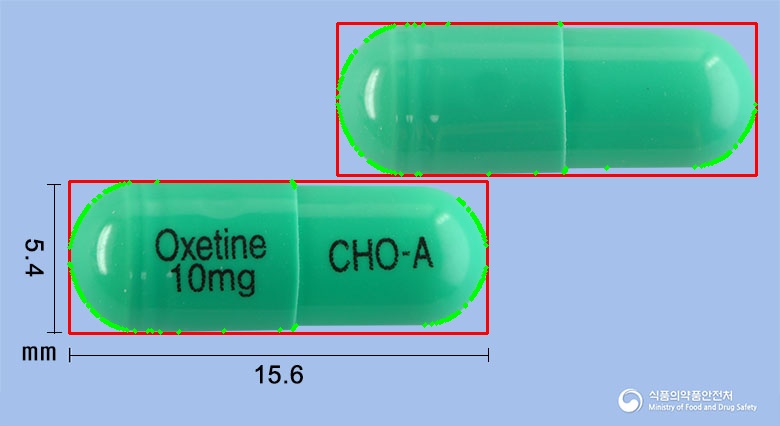 Oxetine
10mg
CHO-A
5.4
mm
15.6
식품의약품안전처
Ministry of Food and Drug Safety